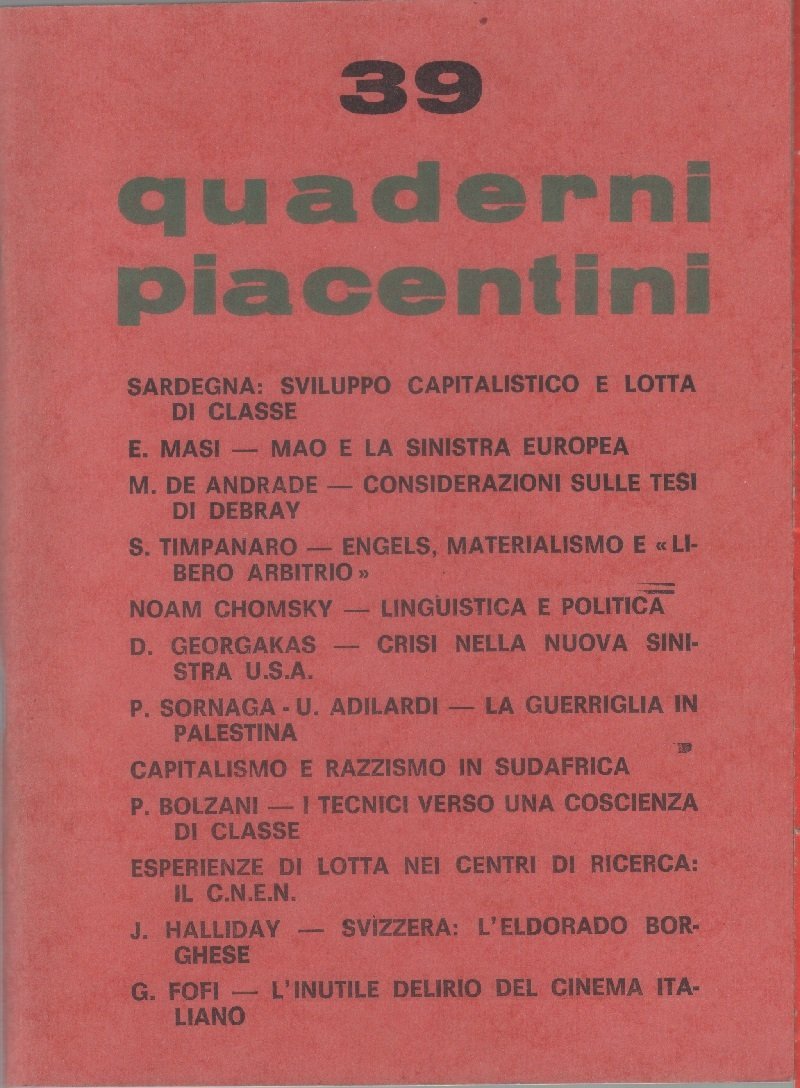 39
quaderni
piacentini
SARDEGNA: SVILUPPO CAPITALISTICO E LOTTA
DI CLASSE
E. MASI — MAO E LA SINISTRA EUROPEA
M. DE ANDRADE — CONSIDERAZIONI SULLE TESI
DI DEBRAY
S. TIMPANARO — ENGELS, MATERIALISMO E «LI-
BERO ARBITRIO»
NOAM CHOMSKY — LINGUISTICA E POLITICA
D. GEORGAKAS — CRISI NELLA NUOVA SINI-
STRA U.S.A.
P. SORNAGA - U. ADILARDI — LA GUERRIGLIA IN
PALESTINA
CAPITALISMO E RAZZISMO IN SUDAFRICA
P. BOLZANI — I TECNICI VERSO UNA COSCIENZA
DI CLASSE
ESPERIENZE DI LOTTA NEI CENTRI DI RICERCA:
IL C.N.E.N.
J. HALLIDAY — SVIZZERA: L'ELDORADO BOR-
GHESE
G. FOFI — L'INUTILE DELIRIO DEL CINEMA ITA-
LIANO